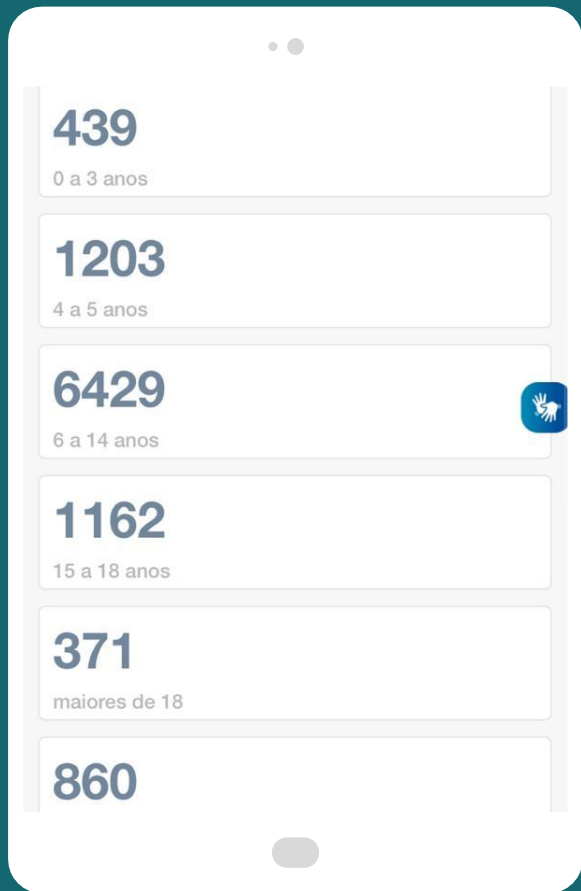 439
0 a 3 anos
1203
4 a 5 anos
6429
6 a 14 anos
1162
15 a 18 anos
371
maiores de 18
860